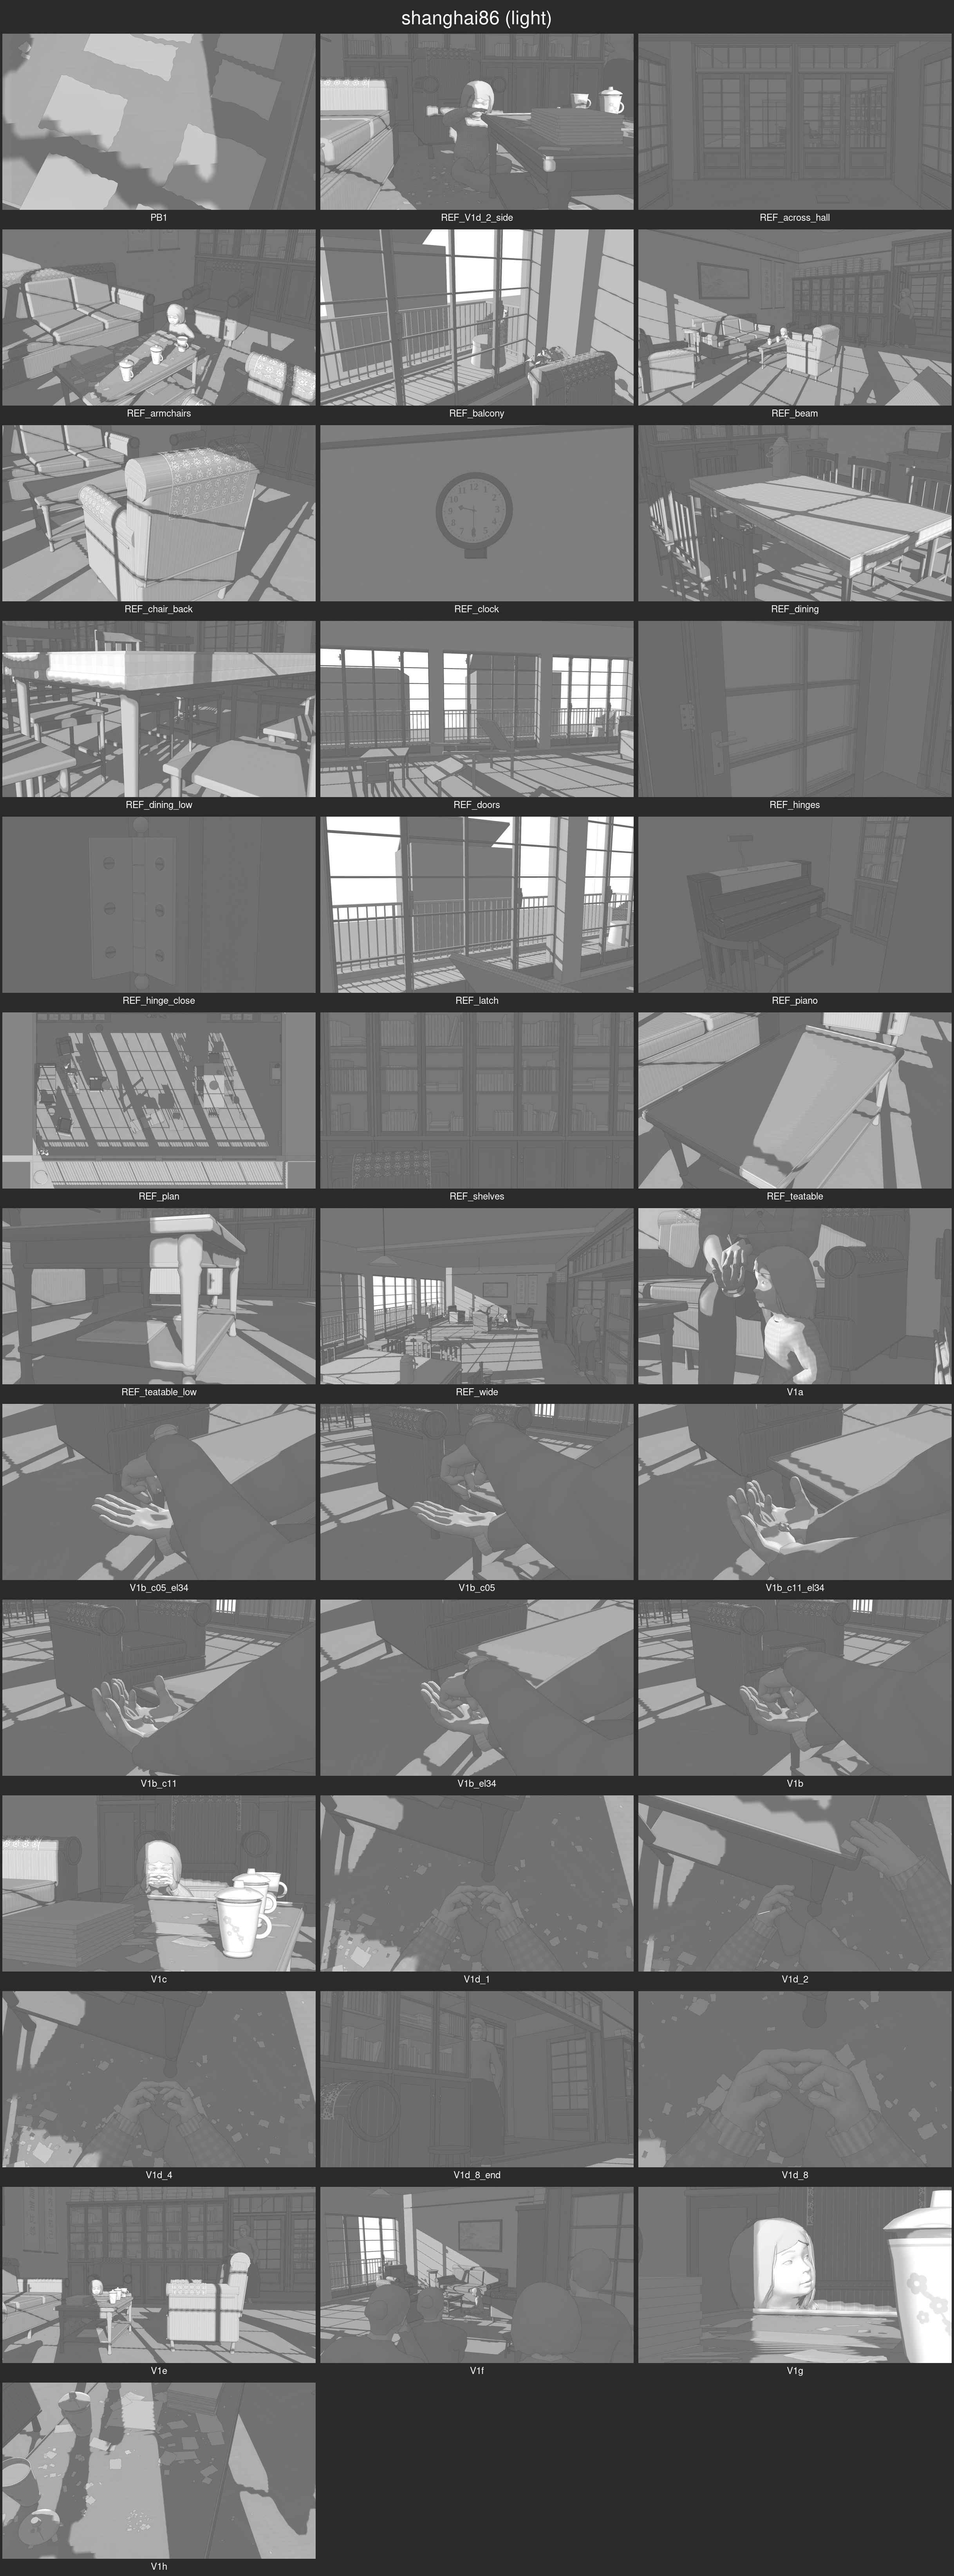 shanghai86 (light)
PB1
REF_V1d_2_side
REF_across_hall
REF_armchairs
REF_balcony
REF_beam
REF_chair_back
REF_clock
REF_dining
REF_dining_low
REF_doors
REF_hinges
REF_hinge_close
REF_latch
REF_piano
REF_plan
REF_shelves
REF_teatable
REF_teatable_low
REF_wide
V1a
V1b_c05_el34
V1b_c05
V1b_c11_el34
V1b_c11
V1b_el34
V1b
V1c
V1d_1
V1d_2
V1d_4
V1d_8_end
V1d_8
V1e
V1f
V1g
V1h